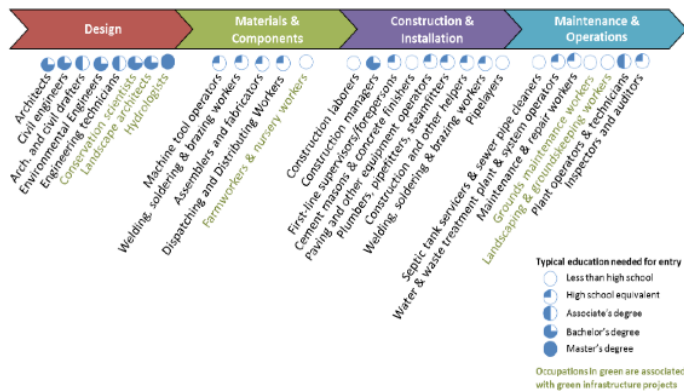 Design
Materials &
Components
Construction &
Installation
Maintenance &
Operations
Architects
Civil engineers
Arch. and civil drafters
Environmental Engineers
Engineering technicians
Conservation scientists
Landscape architects
Hydrologists
Machine tool operators
Welding, soldering & brazing workers
Assemblers and fabricators
Dispatching and Distributing Workers
Farmworkers & nursery workers
Construction laborers
Construction managers
First-line supervisors/forepersons
Cement masons & concrete finishers
Paving and other equipment operators
Plumbers, pipefitters, steamfitters
Construction and other helpers
Welding, soldering & brazing workers
Pipelayers
Septic tank servicers & sewer pipe cleaners
Water & waste treatment plant & system operators
Maintenance & repair workers
Grounds maintenance workers
Landscaping & groundskeeping workers
Plant operators & technicians
Inspectors and auditors
Typical education needed for entry
Less than high school
High school equivalent
Associate's degree
Bachelor's degree
Master's degree
Occupations in green are associated
with green infrastructure projects